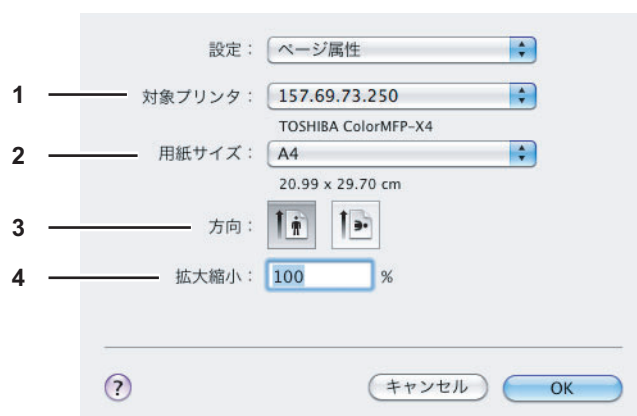 設定： ページ属性
1 対象プリンタ： 157.69.73.250
TOSHIBA ColorMFP-X4
2 用紙サイズ： A4
20.99 x 29.70 cm
3 方向：
4 拡大縮小： 100 %
? キャンセル OK